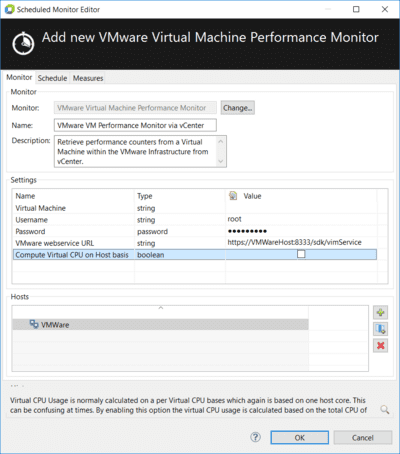 Scheduled Monitor Editor
Add new VMware Virtual Machine Performance Monitor
Monitor Schedule Measures
Monitor
Monitor: VMware Virtual Machine Performance Monitor Change...
Name: VMware VM Performance Monitor via vCenter
Description: Retrieve performance counters from a Virtual
Machine within the VMware Infrastructure from
vCenter.
Settings
Name Type Value
Virtual Machine string
Username string root
Password password ●●●●●●●●●
VMware webservice URL string https://VMWareHost:8333/sdk/vimService
Compute Virtual CPU on Host basis boolean
Hosts
VMWare
Virtual CPU Usage is normaly calculated on a per Virtual CPU bases which again is based on one host core. This
can be confusing at times. By enabling this option the virtual CPU usage is calculated based on the total CPU of
? OK Cancel